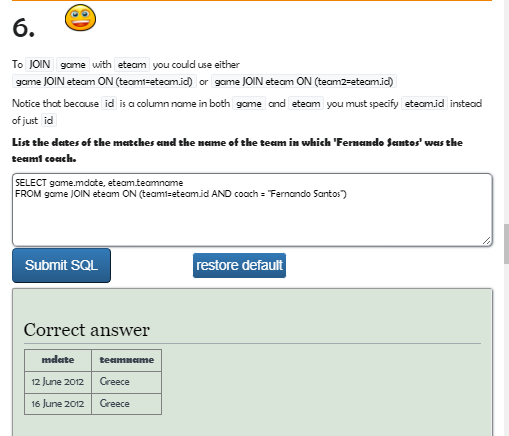 6.
To JOIN game with eteam you could use either
game JOIN eteam ON (team1=eteam.id) or game JOIN eteam ON (team2=eteam.id)
Notice that because id is a column name in both game and eteam you must specify eteam.id instead
of just id
List the dates of the matches and the name of the team in which 'Fernando Santos' was the
team1 coach.
SELECT game.mdate, eteam.teamname
FROM game JOIN eteam ON (team1=eteam.id AND coach = "Fernando Santos")
Submit SQL restore default
Correct answer
mdate teamname
12 June 2012 Greece
16 June 2012 Greece